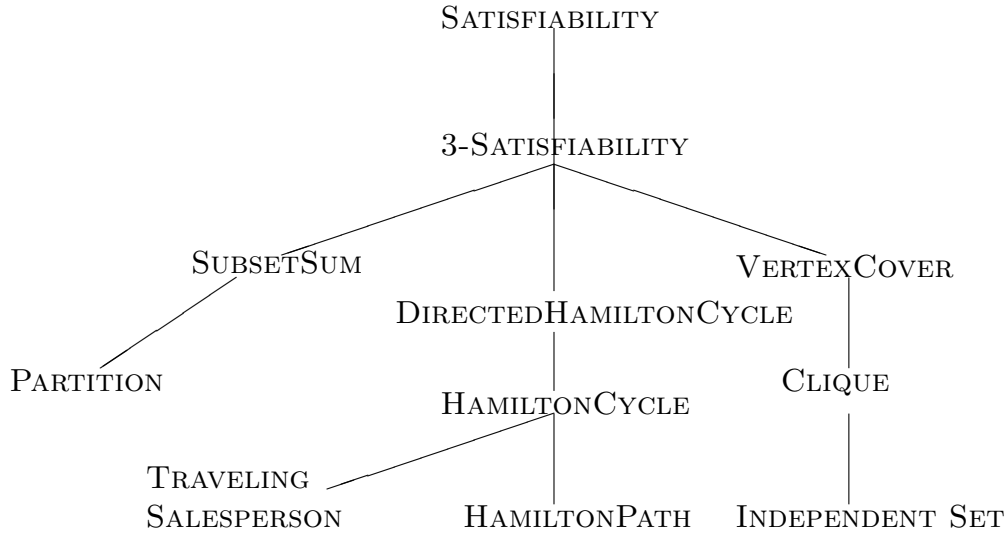 SATISFIABILITY
3-SATISFIABILITY
SUBSETSUM
VERTEXCOVER
DIRECTEDHAMILTONCYCLE
PARTITION
CLIQUE
HAMILTONCYCLE
TRAVELING
SALESPERSON
HAMILTONPATH
INDEPENDENT SET